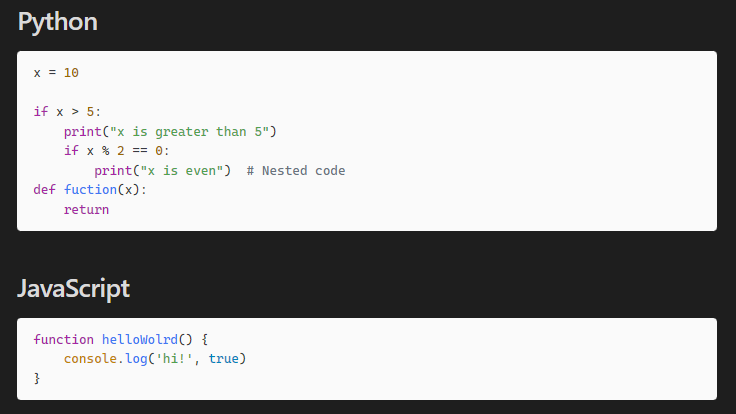 Python
x = 10

if x > 5:
    print("x is greater than 5")
    if x % 2 == 0:
        print("x is even")  # Nested code
def fuction(x):
    return

JavaScript
function helloWolrd() {
    console.log('hi!', true)
}